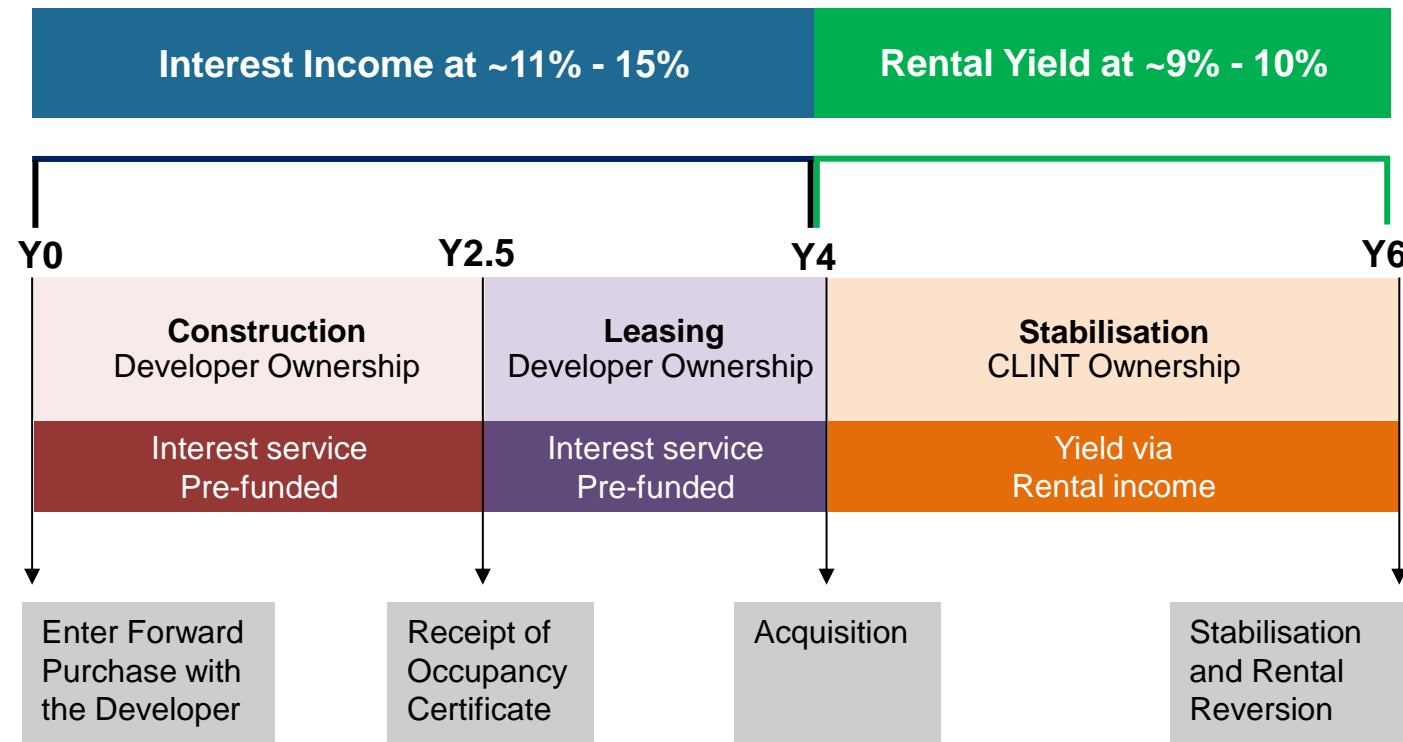 Interest Income at ~11% - 15%
Rental Yield at ~9% - 10%
Y0
Y2.5
Y4
Y6
Construction
Developer Ownership
Leasing
Developer Ownership
Stabilisation
CLINT Ownership
Interest service
Pre-funded
Interest service
Pre-funded
Yield via
Rental income
Enter Forward
Purchase with
the Developer
Receipt of
Occupancy
Certificate
Acquisition
Stabilisation
and Rental
Reversion